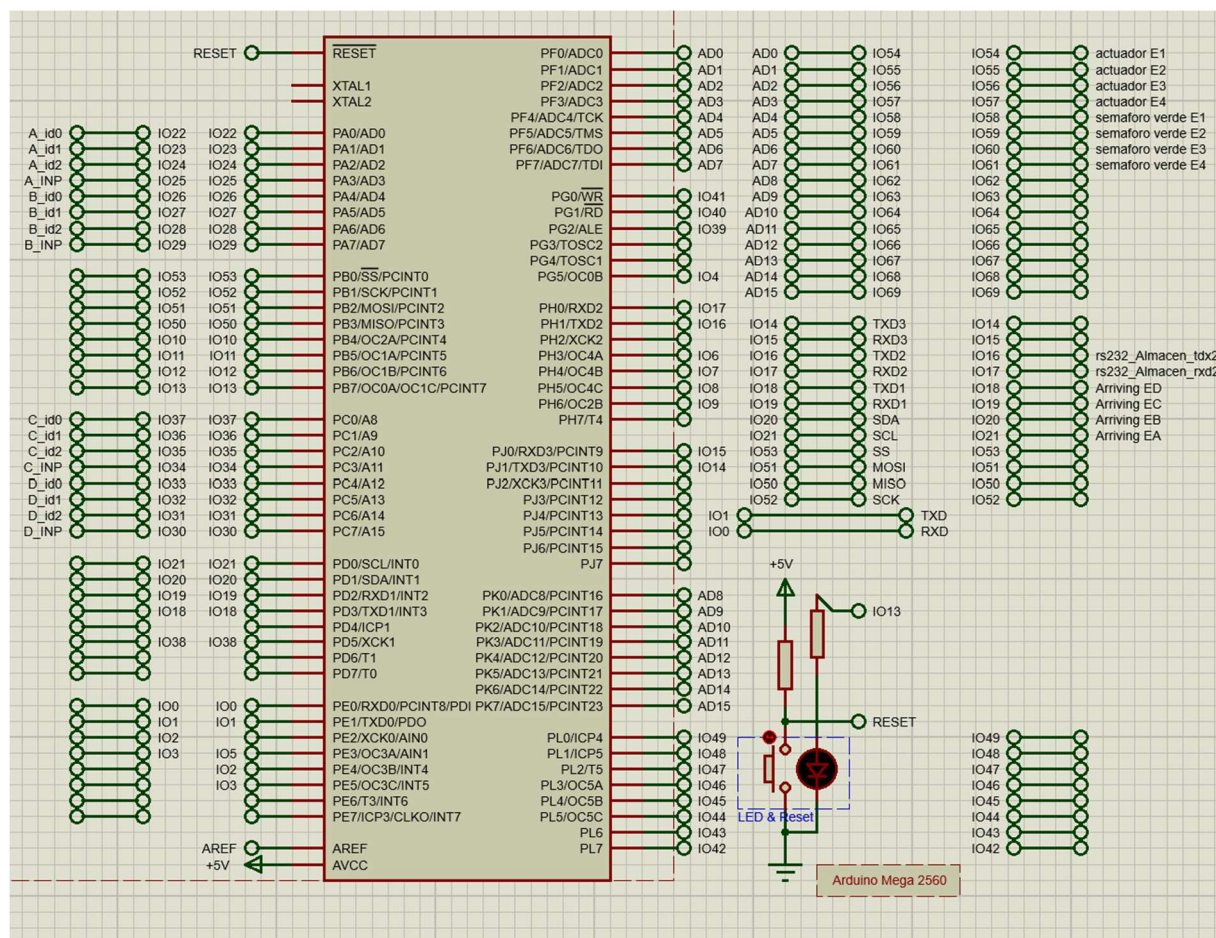 RESET RESET PF0/ADC0 AD0 AD0 IO54 IO54 actuador E1
PF1/ADC1 AD1 AD1 IO55 IO55 actuador E2
XTAL1 PF2/ADC2 AD2 AD2 IO56 IO56 actuador E3
XTAL2 PF3/ADC3 AD3 AD3 IO57 IO57 actuador E4
PF4/ADC4/TCK AD4 AD4 IO58 IO58 semaforo verde E1
A_id0 IO22 IO22 PA0/AD0 PF5/ADC5/TMS AD5 AD5 IO59 IO59 semaforo verde E2
A_id1 IO23 IO23 PA1/AD1 PF6/ADC6/TDO AD6 AD6 IO60 IO60 semaforo verde E3
A_id2 IO24 IO24 PA2/AD2 PF7/ADC7/TDI AD7 AD7 IO61 IO61 semaforo verde E4
A_INP IO25 IO25 PA3/AD3 AD8 IO62 IO62
B_id0 IO26 IO26 PA4/AD4 PG0/WR IO41 AD9 IO63 IO63
B_id1 IO27 IO27 PA5/AD5 PG1/RD IO40 AD10 IO64 IO64
B_id2 IO28 IO28 PA6/AD6 PG2/ALE IO39 AD11 IO65 IO65
B_INP IO29 IO29 PA7/AD7 PG3/TOSC2 AD12 IO66 IO66
PG4/TOSC1 AD13 IO67 IO67
IO53 IO53 PB0/SS/PCINT0 PG5/OC0B IO4 AD14 IO68 IO68
IO52 IO52 PB1/SCK/PCINT1 AD15 IO69 IO69
IO51 IO51 PB2/MOSI/PCINT2 PH0/RXD2 IO17
IO50 IO50 PB3/MISO/PCINT3 PH1/TXD2 IO16 IO14 TXD3 IO14
IO10 IO10 PB4/OC2A/PCINT4 PH2/XCK2 IO15 RXD3 IO15
IO11 IO11 PB5/OC1A/PCINT5 PH3/OC4A IO6 IO16 TXD2 IO16 rs232_Almacen_tdx2
IO12 IO12 PB6/OC1B/PCINT6 PH4/OC4B IO7 IO17 RXD2 IO17 rs232_Almacen_rxd2
IO13 IO13 PB7/OC0A/OC1C/PCINT7 PH5/OC4C IO8 IO18 TXD1 IO18 Arriving ED
PH6/OC2B IO9 IO19 RXD1 IO19 Arriving EC
C_id0 IO37 IO37 PC0/A8 PH7/T4 IO20 SDA IO20 Arriving EB
C_id1 IO36 IO36 PC1/A9 IO21 SCL IO21 Arriving EA
C_id2 IO35 IO35 PC2/A10 PJ0/RXD3/PCINT9 IO15 IO53 SS IO53
C_INP IO34 IO34 PC3/A11 PJ1/TXD3/PCINT10 IO14 IO51 MOSI IO51
D_id0 IO33 IO33 PC4/A12 PJ2/XCK3/PCINT11 IO50 MISO IO50
D_id1 IO32 IO32 PC5/A13 PJ3/PCINT12 IO52 SCK IO52
D_id2 IO31 IO31 PC6/A14 PJ4/PCINT13 IO1 TXD
D_INP IO30 IO30 PC7/A15 PJ5/PCINT14 IO0 RXD
PJ6/PCINT15
IO21 IO21 PD0/SCL/INT0 PJ7 +5V
IO20 IO20 PD1/SDA/INT1
IO19 IO19 PD2/RXD1/INT2 PK0/ADC8/PCINT16 AD8
IO18 IO18 PD3/TXD1/INT3 PK1/ADC9/PCINT17 AD9 IO13
PD4/ICP1 PK2/ADC10/PCINT18 AD10
IO38 IO38 PD5/XCK1 PK3/ADC11/PCINT19 AD11
PD6/T1 PK4/ADC12/PCINT20 AD12
PD7/T0 PK5/ADC13/PCINT21 AD13
PK6/ADC14/PCINT22 AD14
IO0 IO0 PE0/RXD0/PCINT8/PDI PK7/ADC15/PCINT23 AD15
IO1 IO1 PE1/TXD0/PDO RESET
IO2 PE2/XCK0/AIN0 PL0/ICP4 IO49 IO49
IO3 IO5 PE3/OC3A/AIN1 PL1/ICP5 IO48 IO48
IO2 PE4/OC3B/INT4 PL2/T5 IO47 IO47
IO3 PE5/OC3C/INT5 PL3/OC5A IO46 IO46
PE6/T3/INT6 PL4/OC5B IO45 IO45
PE7/ICP3/CLKO/INT7 PL5/OC5C IO44 LED & Reset IO44
PL6 IO43 IO43
AREF AREF PL7 IO42 IO42
+5V AVCC
Arduino Mega 2560